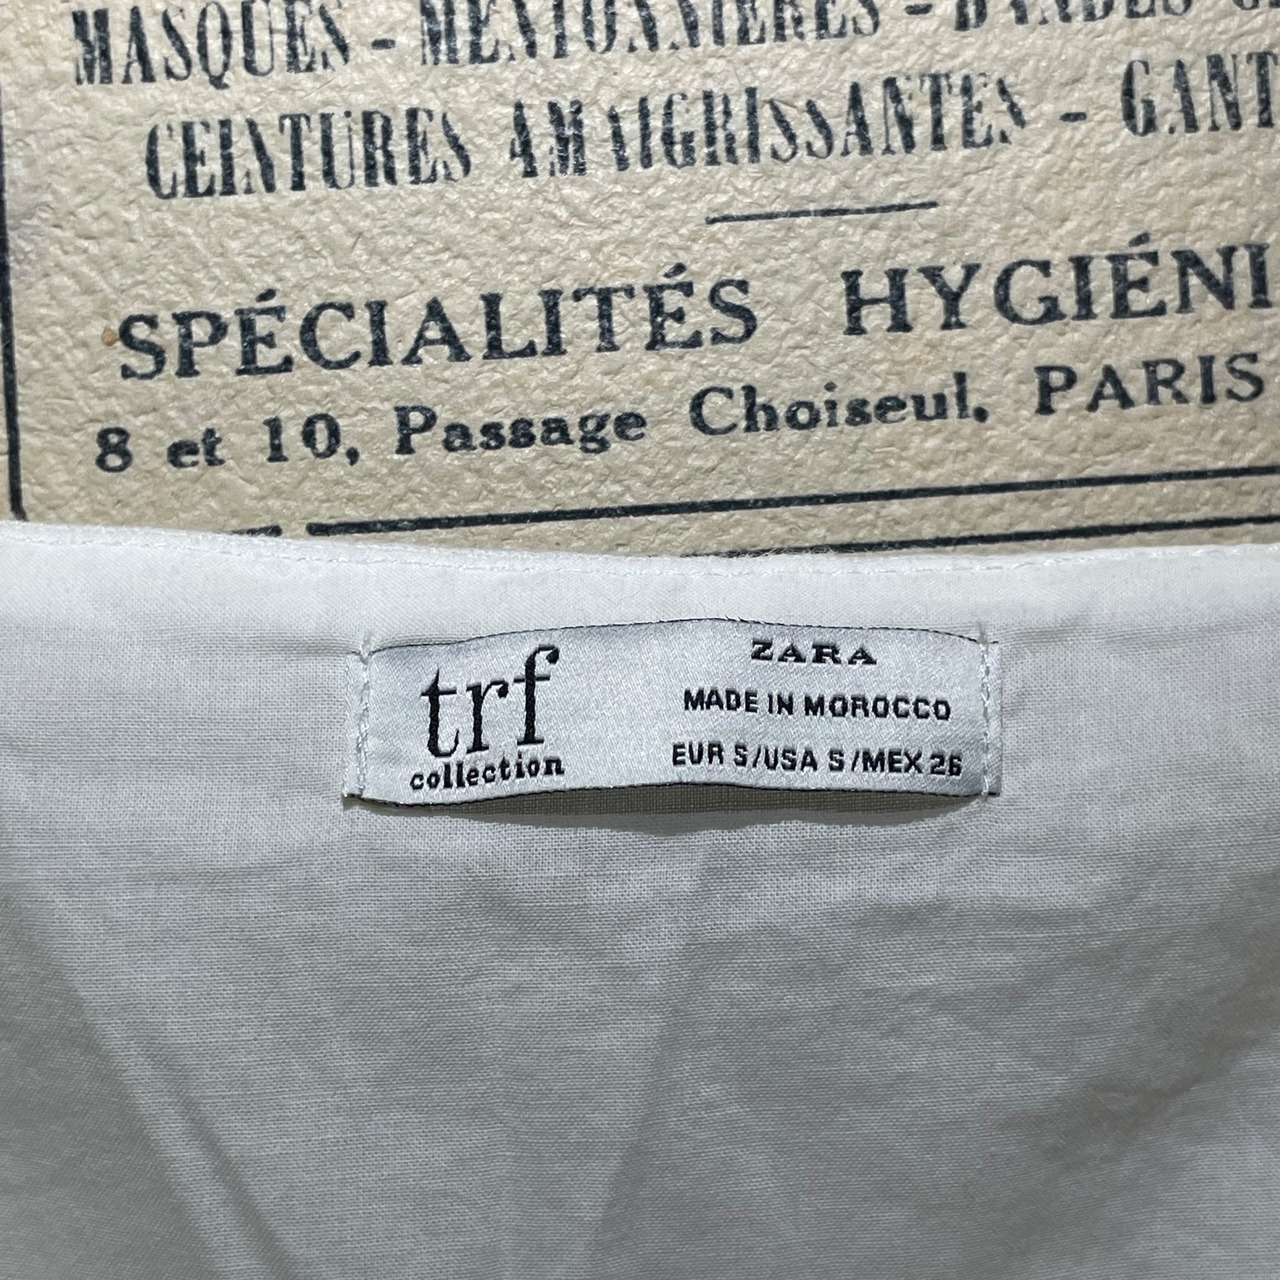 MASQUES - MENTONNIÈRES - BANDES
CEINTURES AMAIGRISSANTES - GANT
SPÉCIALITÉS HYGIÉNI
8 et 10, Passage Choiseul, PARIS
trf
collection
ZARA
MADE IN MOROCCO
EUR S/USA S/MEX 26